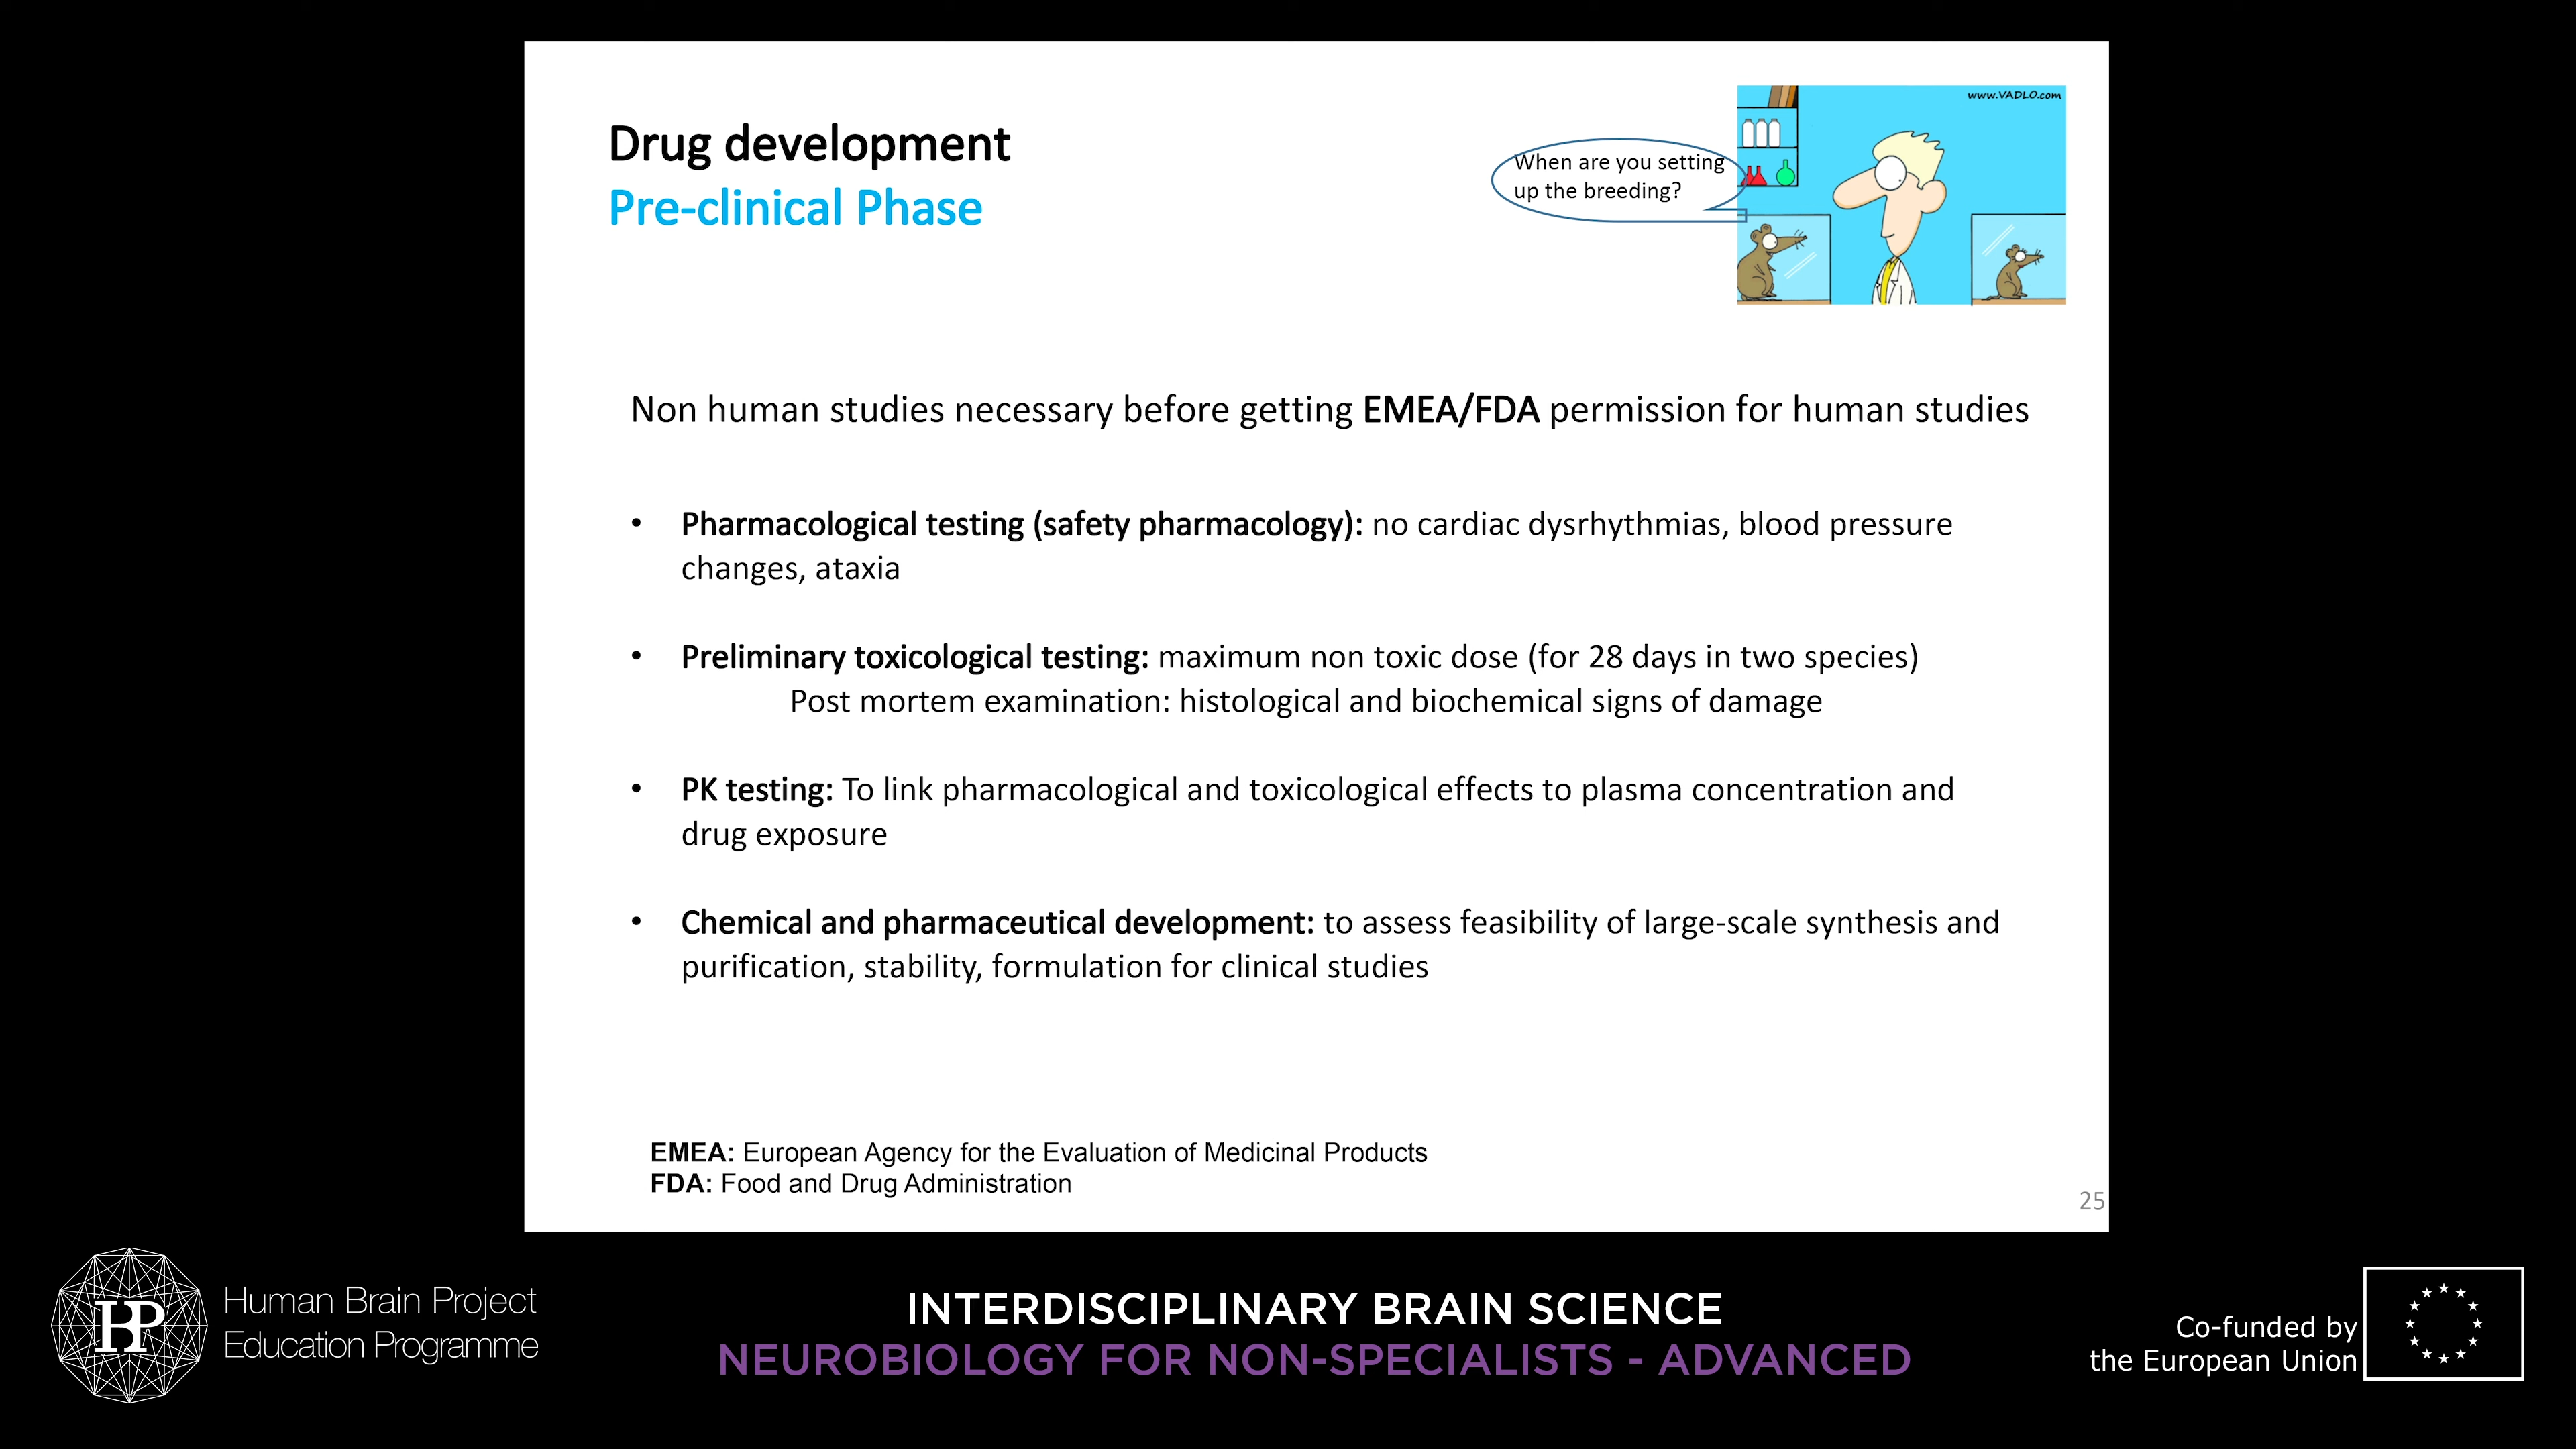 Drug development
Pre-clinical Phase
www.VADLO.com
When are you setting
up the breeding?
Non human studies necessary before getting EMEA/FDA permission for human studies
• Pharmacological testing (safety pharmacology): no cardiac dysrhythmias, blood pressure
changes, ataxia
• Preliminary toxicological testing: maximum non toxic dose (for 28 days in two species)
Post mortem examination: histological and biochemical signs of damage
• PK testing: To link pharmacological and toxicological effects to plasma concentration and
drug exposure
• Chemical and pharmaceutical development: to assess feasibility of large-scale synthesis and
purification, stability, formulation for clinical studies
EMEA: European Agency for the Evaluation of Medicinal Products
FDA: Food and Drug Administration
25
HBP
Human Brain Project
Education Programme
INTERDISCIPLINARY BRAIN SCIENCE
NEUROBIOLOGY FOR NON-SPECIALISTS - ADVANCED
Co-funded by
the European Union